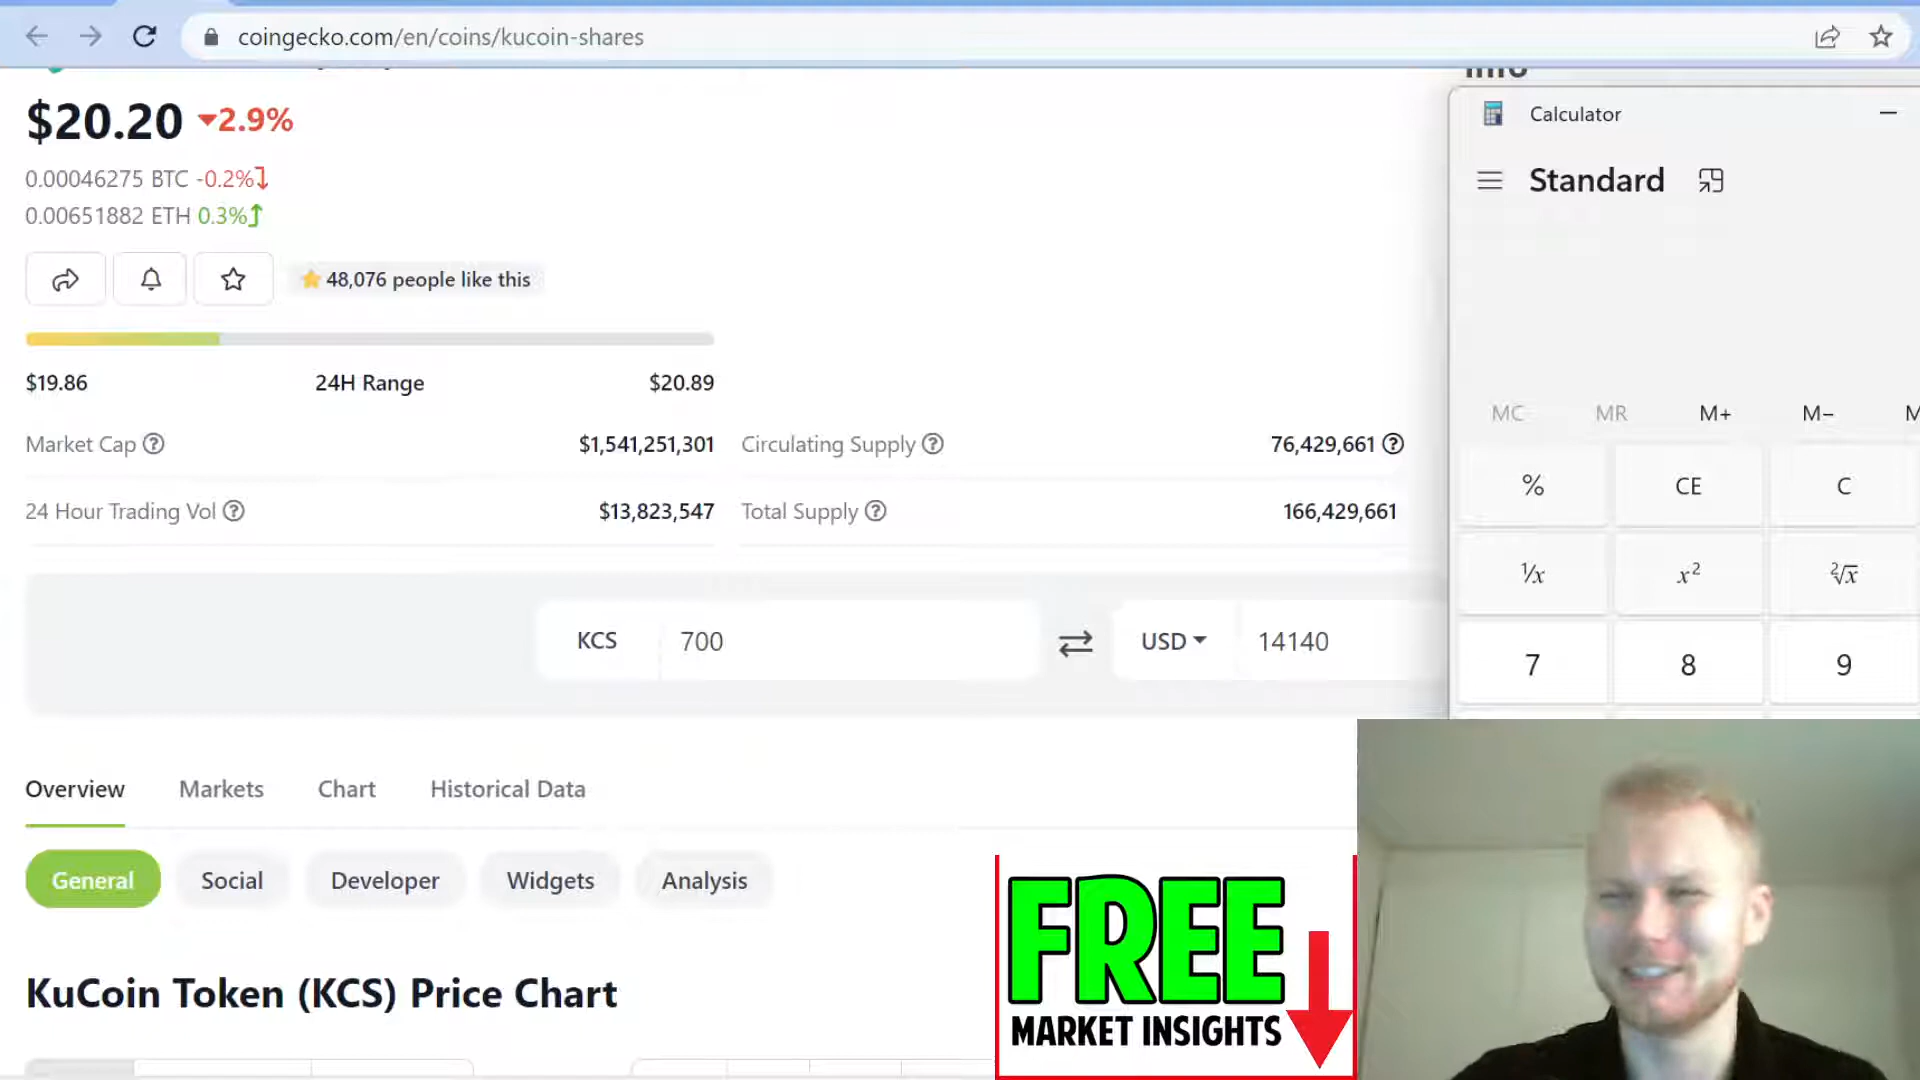 coingecko.com/en/coins/kucoin-shares
$20.20 2.9%
0.00046275 BTC -0.2%
0.00651882 ETH 0.3%
48,076 people like this
$19.86 24H Range $20.89
Market Cap $1,541,251,301 Circulating Supply 76,429,661
24 Hour Trading Vol $13,823,547 Total Supply 166,429,661
KCS 700 USD 14140
Overview Markets Chart Historical Data
General Social Developer Widgets Analysis
KuCoin Token (KCS) Price Chart
Calculator
Standard
MC MR M+ M−
% CE C
⅟x x² ²√x
7 8 9
FREE
MARKET INSIGHTS